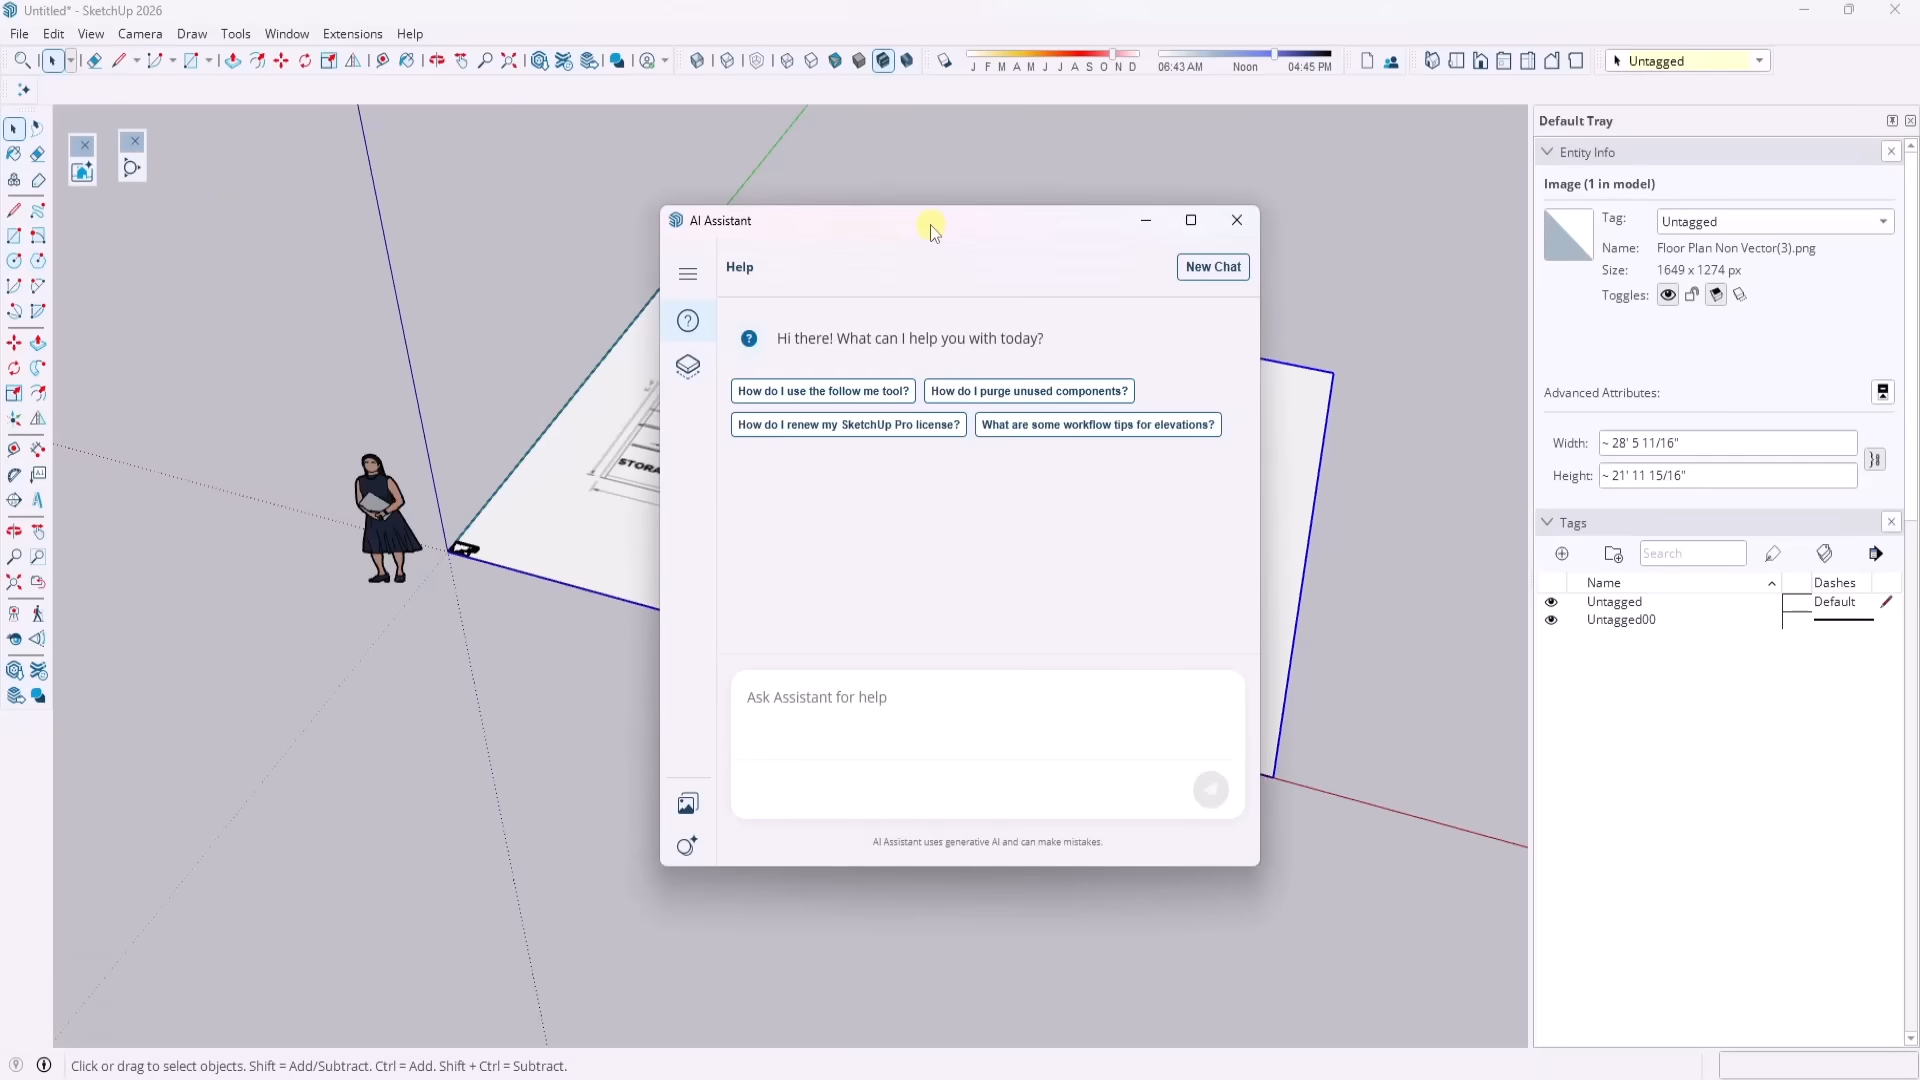 Untitled* - SketchUp 2026
File Edit View Camera Draw Tools Window Extensions Help
J F M A M J J A S O N D
06:43 AM Noon 04:45 PM
Untagged
Default Tray
Entity Info
Image (1 in model)
Tag: Untagged
Name: Floor Plan Non Vector(3).png
Size: 1649 x 1274 px
Toggles:
Advanced Attributes:
Width: ~ 28' 5 11/16"
Height: ~ 21' 11 15/16"
Tags
Search
Name Dashes
Untagged Default
Untagged00
AI Assistant
Help
New Chat
Hi there! What can I help you with today?
How do I use the follow me tool? How do I purge unused components?
How do I renew my SketchUp Pro license? What are some workflow tips for elevations?
STORA
Ask Assistant for help
AI Assistant uses generative AI and can make mistakes.
Click or drag to select objects. Shift = Add/Subtract. Ctrl = Add. Shift + Ctrl = Subtract.